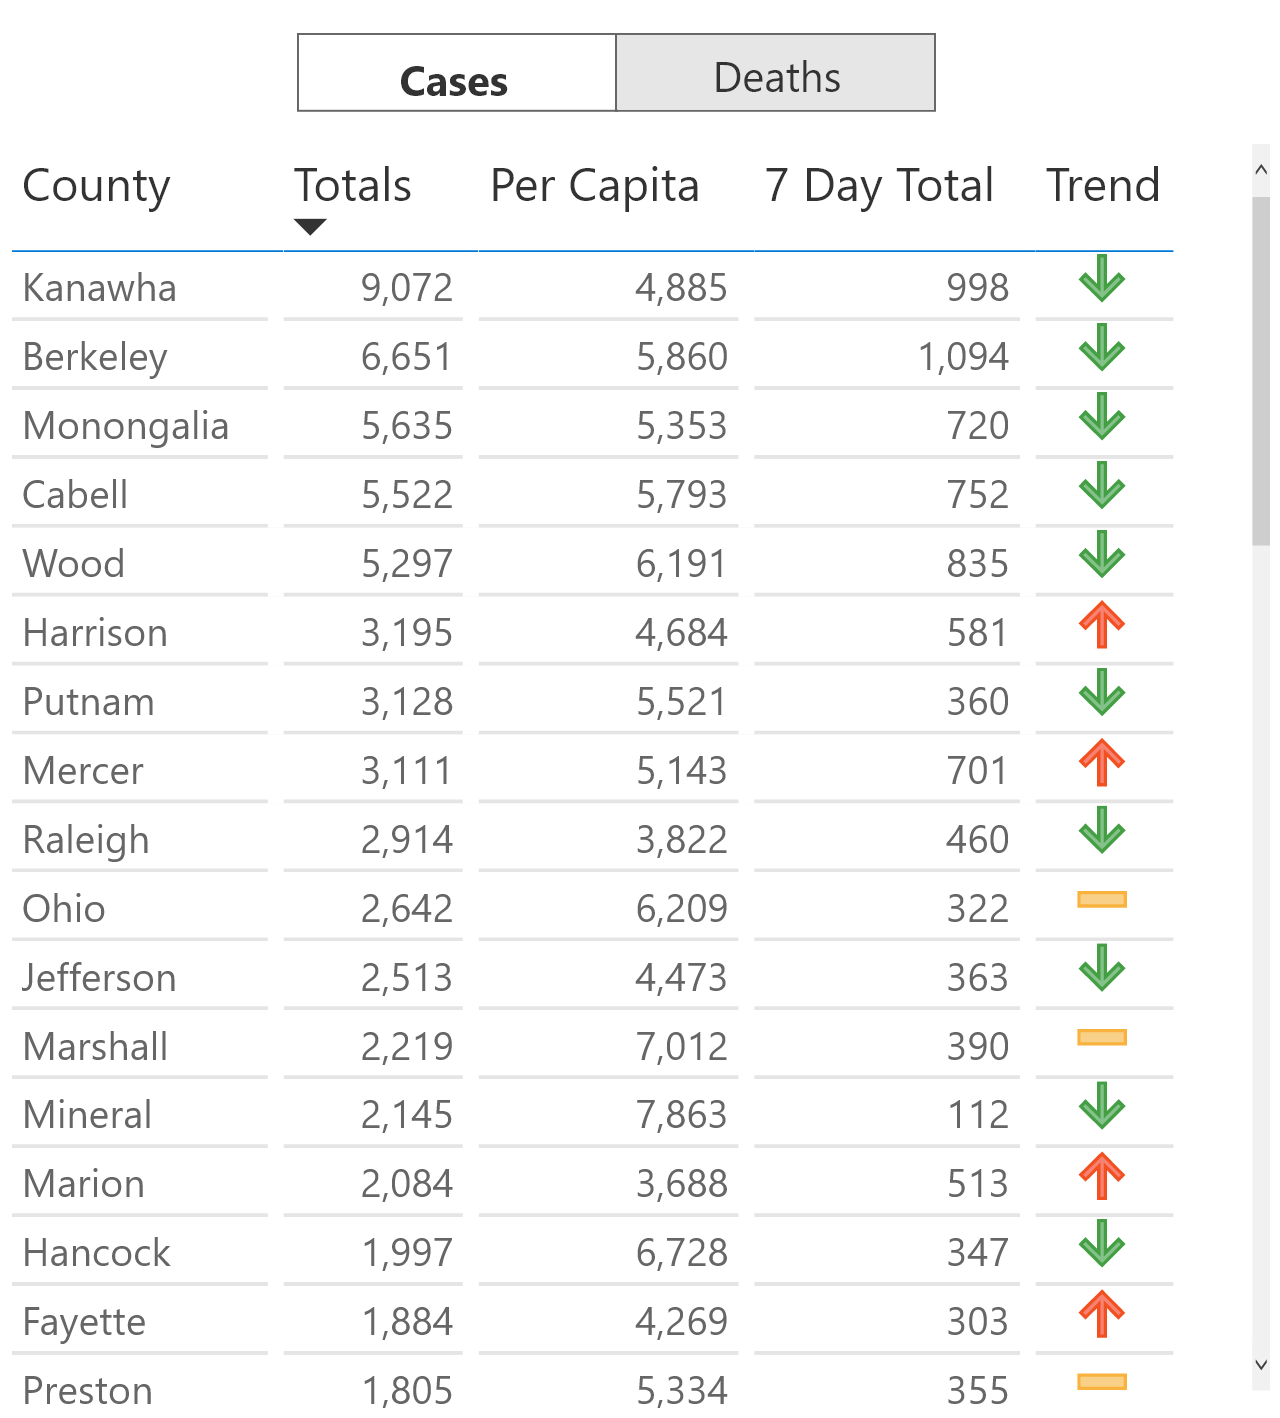 Cases Deaths
County Totals Per Capita 7 Day Total Trend
Kanawha 9,072 4,885 998
Berkeley 6,651 5,860 1,094
Monongalia 5,635 5,353 720
Cabell 5,522 5,793 752
Wood 5,297 6,191 835
Harrison 3,195 4,684 581
Putnam 3,128 5,521 360
Mercer 3,111 5,143 701
Raleigh 2,914 3,822 460
Ohio 2,642 6,209 322
Jefferson 2,513 4,473 363
Marshall 2,219 7,012 390
Mineral 2,145 7,863 112
Marion 2,084 3,688 513
Hancock 1,997 6,728 347
Fayette 1,884 4,269 303
Preston 1,805 5,334 355